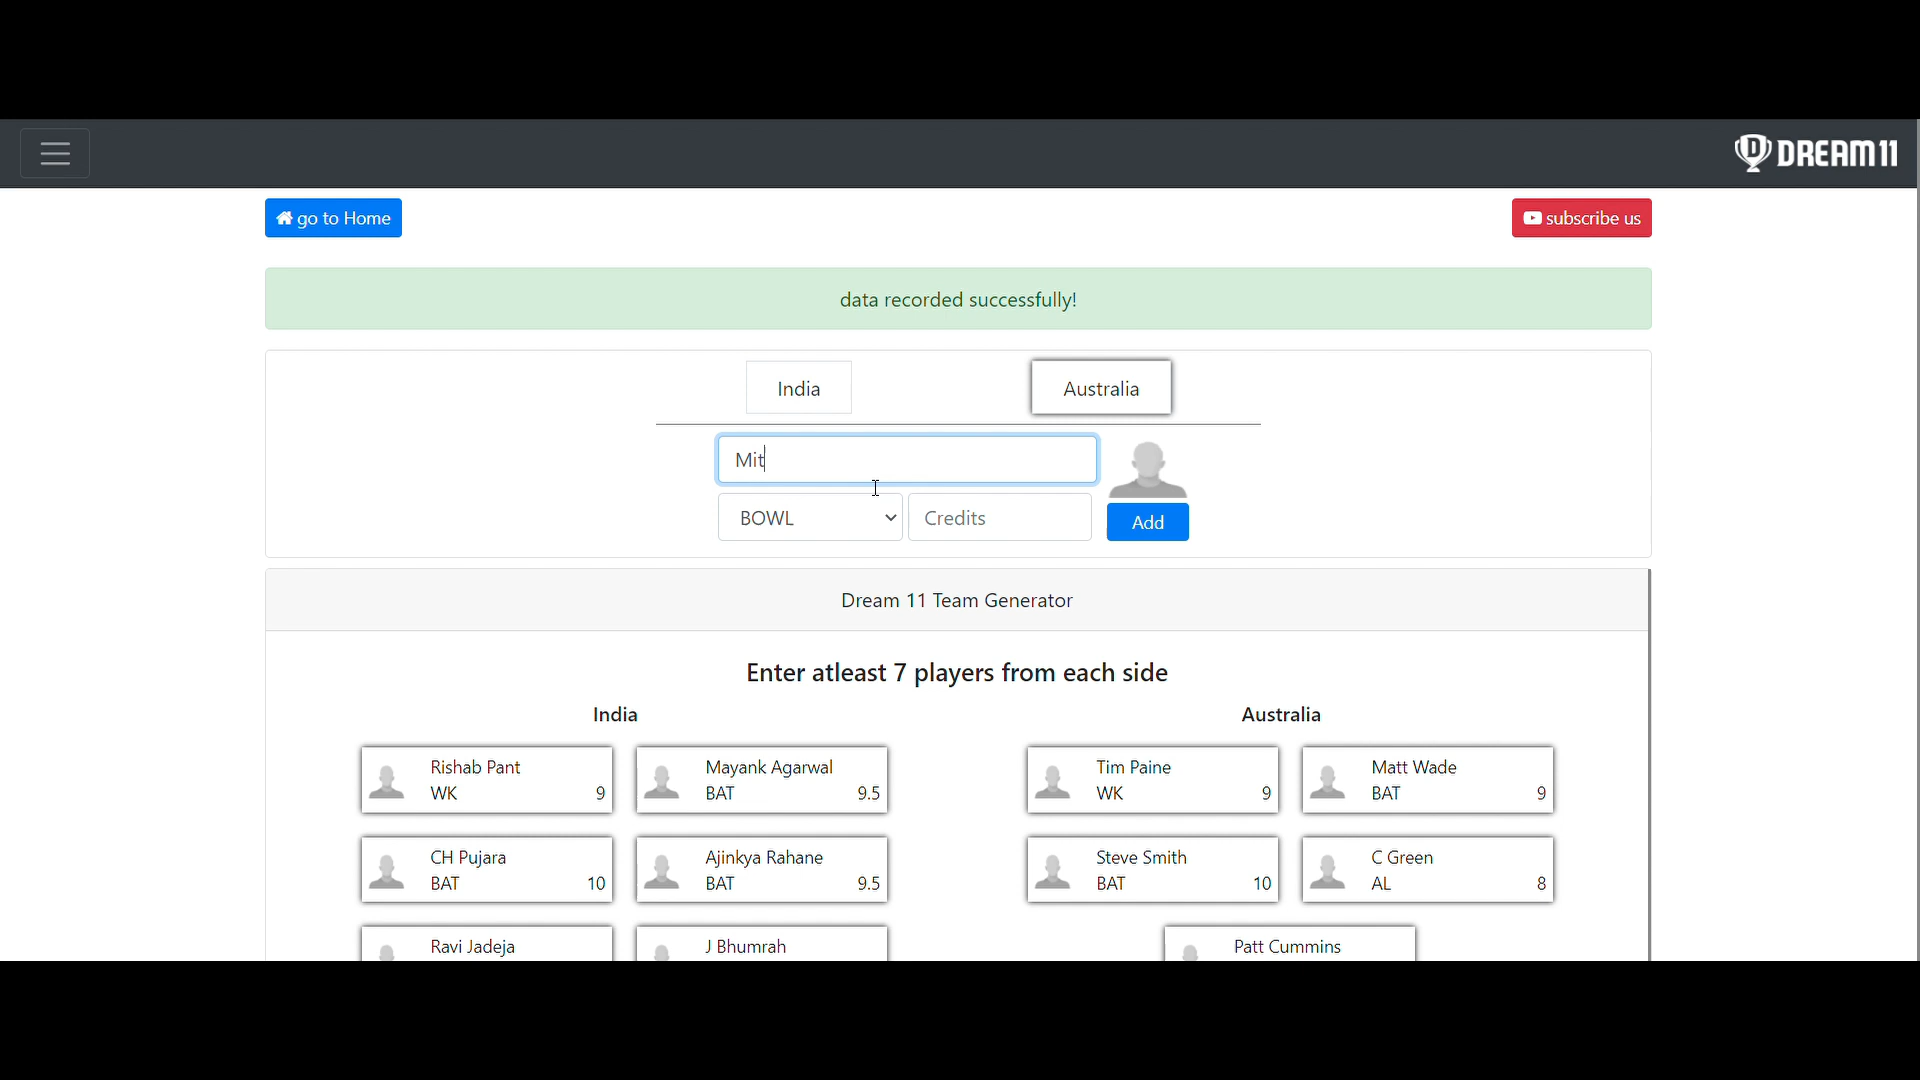 DREAM11
go to Home
subscribe us
data recorded successfully!
India
Australia
Mit
BOWL
Credits
Add
Dream 11 Team Generator
Enter atleast 7 players from each side
India
Australia
Rishab Pant
WK 9
Mayank Agarwal
BAT 9.5
Tim Paine
WK 9
Matt Wade
BAT 9
CH Pujara
BAT 10
Ajinkya Rahane
BAT 9.5
Steve Smith
BAT 10
C Green
AL 8
Ravi Jadeja
J Bhumrah
Patt Cummins